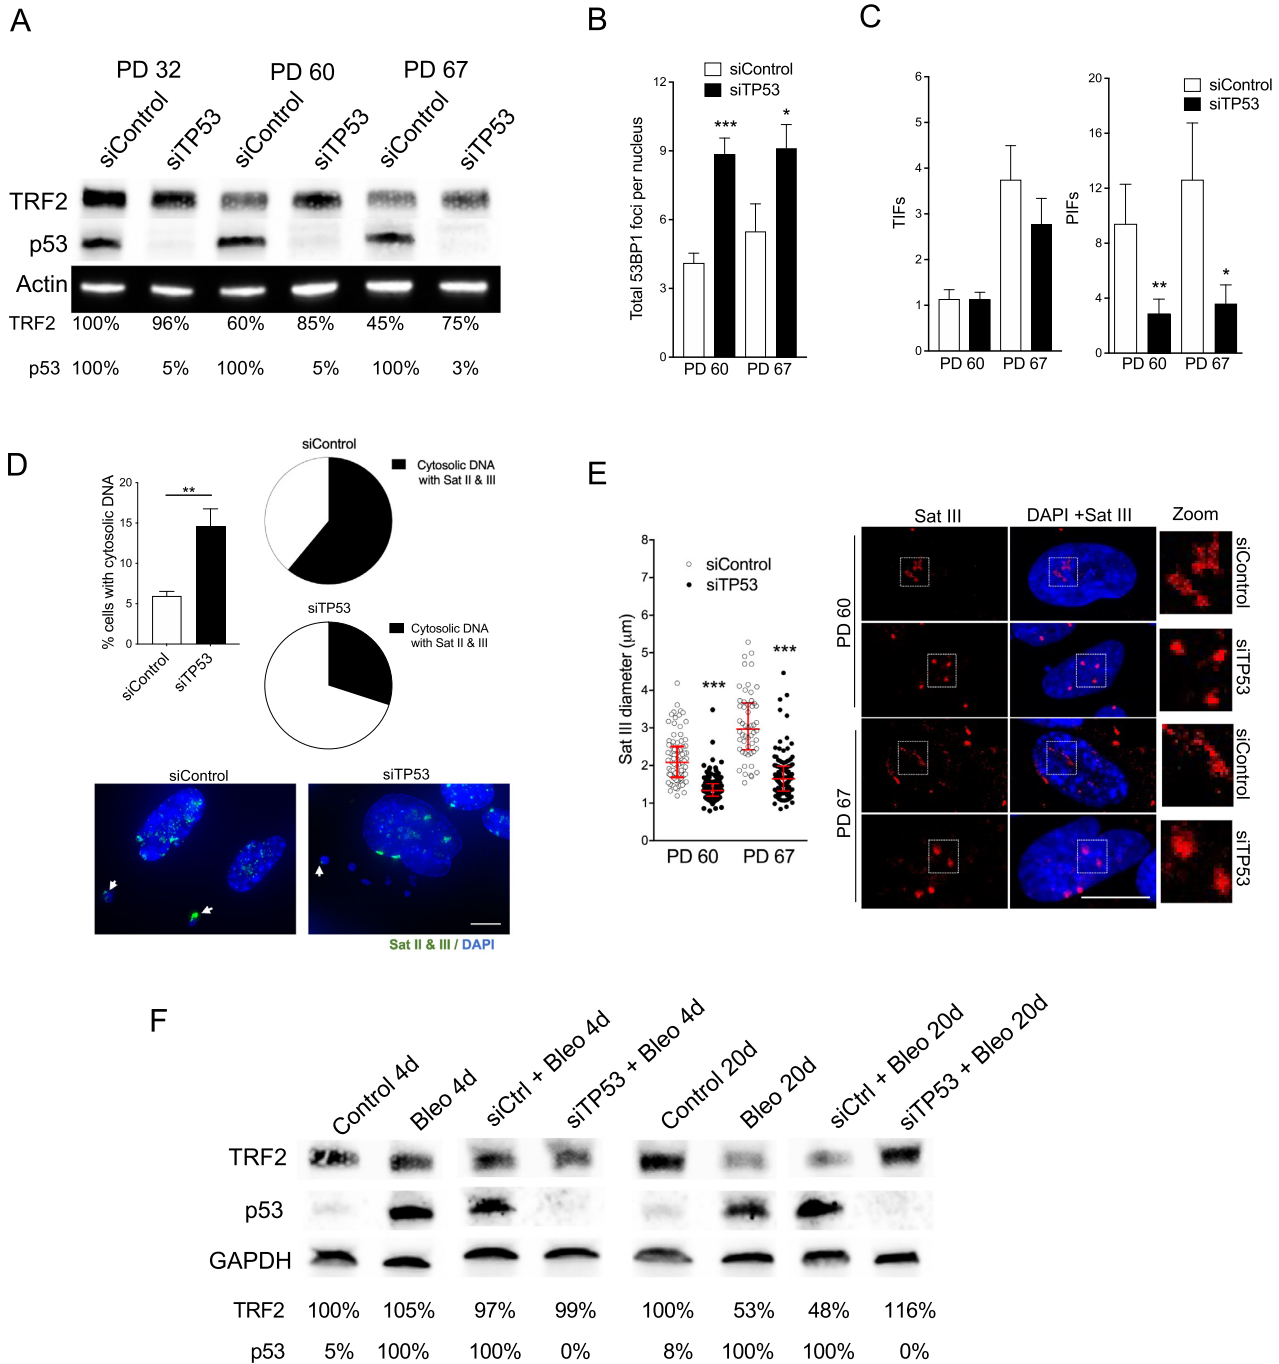 A
PD 32
PD 60
PD 67
siControl
siTP53
siControl
siTP53
siControl
siTP53
TRF2
p53
Actin
TRF2 100% 96% 60% 85% 45% 75%
p53 100% 5% 100% 5% 100% 3%
B
siControl
siTP53
Total 53BP1 foci per nucleus
12
9
6
3
0
***
*
PD 60
PD 67
C
TIFs
6
5
4
3
2
1
0
PD 60
PD 67
siControl
siTP53
PIFs
20
16
12
8
4
0
**
*
PD 60
PD 67
D
% cells with cytosolic DNA
20
15
10
5
0
**
siControl
siTP53
siControl
Cytosolic DNA
with Sat II & III
siTP53
Cytosolic DNA
with Sat II & III
siControl
siTP53
Sat II & III / DAPI
E
Sat III diameter (μm)
8
7
6
5
4
3
2
1
0
siControl
siTP53
***
***
PD 60
PD 67
Sat III
DAPI +Sat III
Zoom
PD 60
PD 67
siControl
siTP53
siControl
siTP53
F
Control 4d
Bleo 4d
siCtrl + Bleo 4d
siTP53 + Bleo 4d
Control 20d
Bleo 20d
siCtrl + Bleo 20d
siTP53 + Bleo 20d
TRF2
p53
GAPDH
TRF2 100% 105% 97% 99% 100% 53% 48% 116%
p53 5% 100% 100% 0% 8% 100% 100% 0%